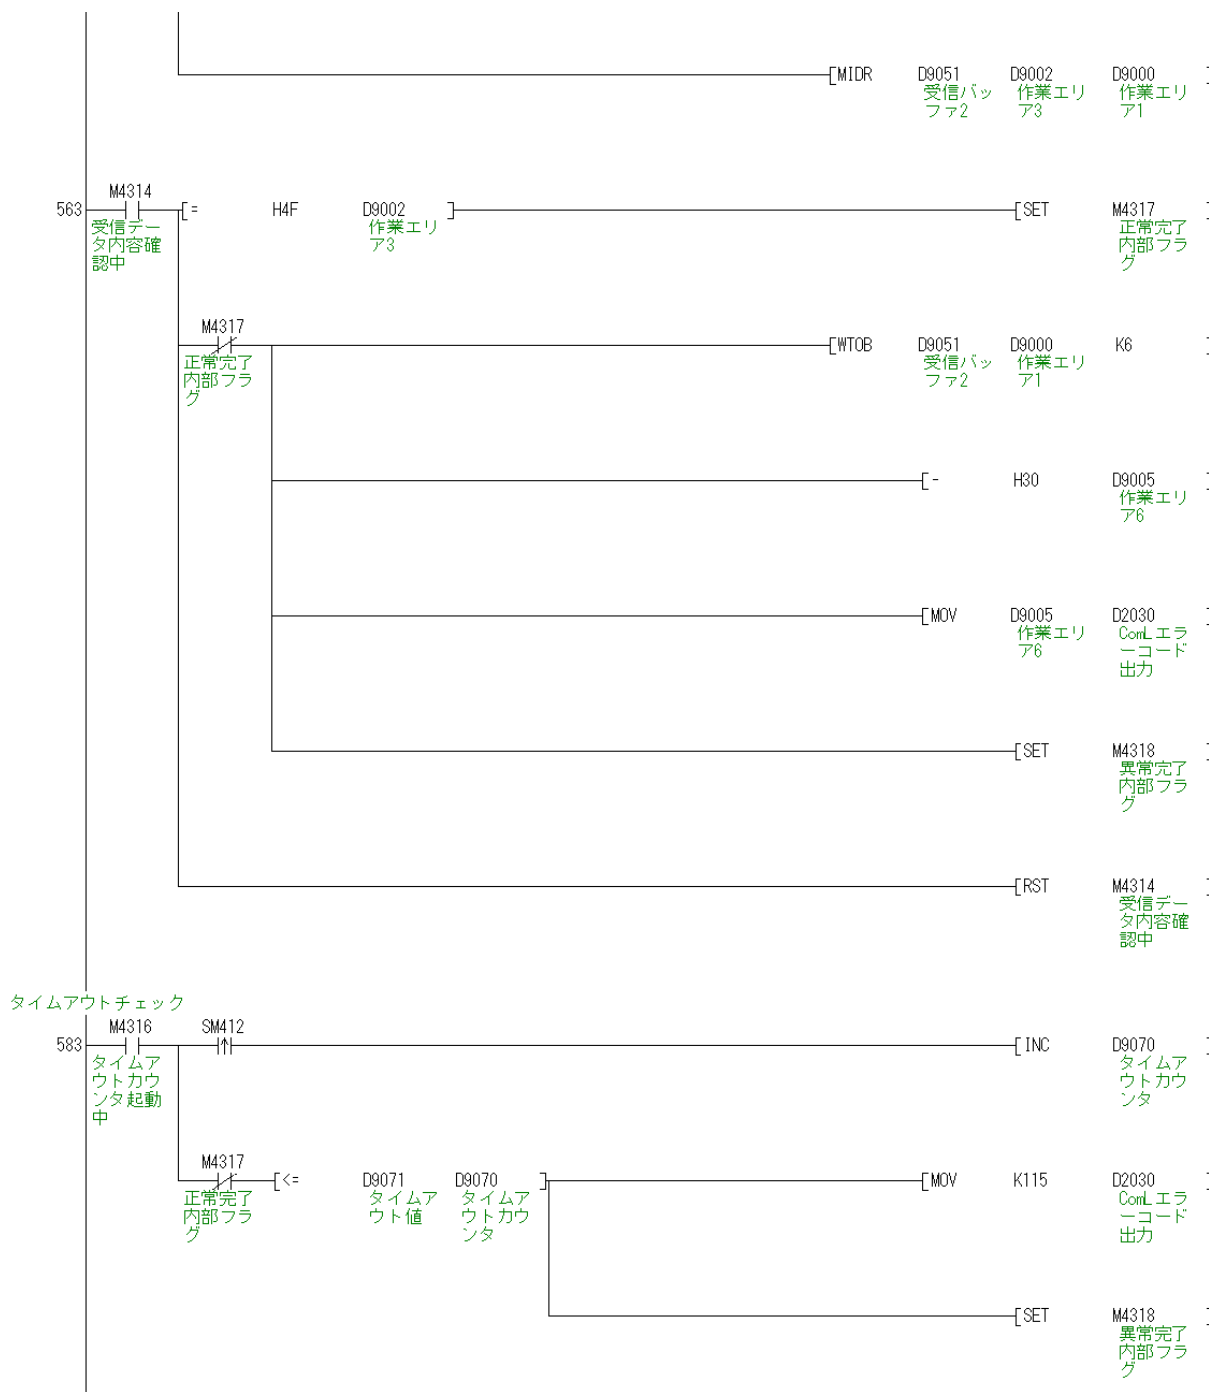 [MIDR D9051 D9002 D9000 ]
受信バッ 作業エリ 作業エリ
ファ2 ア3 ア1
M4314
563 [= H4F D9002 ] [SET M4317 ]
受信デー 作業エリ 正常完了
タ内容確 ア3 内部フラ
認中 グ
M4317
[WTOB D9051 D9000 K6 ]
正常完了 受信バッ 作業エリ
内部フラ ファ2 ア1
グ
[- H30 D9005 ]
作業エリ
ア6
[MOV D9005 D2030 ]
作業エリ ComLエラ
ア6 ーコード
出力
[SET M4318 ]
異常完了
内部フラ
グ
[RST M4314 ]
受信デー
タ内容確
認中
タイムアウトチェック
M4316 SM412
583 [INC D9070 ]
タイムア タイムア
ウトカウ ウトカウ
ンタ起動 ンタ
中
M4317
[<= D9071 D9070 ] [MOV K115 D2030 ]
正常完了 タイムア タイムア ComLエラ
内部フラ ウト値 ウトカウ ーコード
グ ンタ 出力
[SET M4318 ]
異常完了
内部フラ
グ